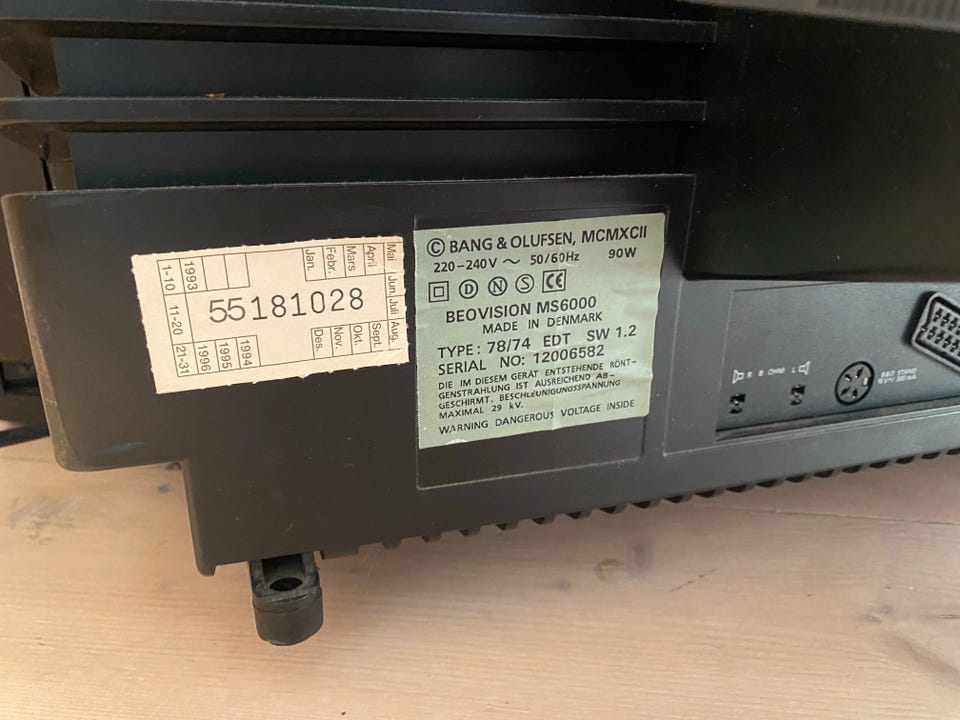 Jan. Febr. Mars April Mai Jun. Juli Aug.
1-10 1993
11-20
21-31
55181028
1996 1995 1994
Des. Nov. Okt. Sept.
© BANG & OLUFSEN, MCMXCII
220-240V ~ 50/60Hz 90W
D N S CE
BEOVISION MS6000
MADE IN DENMARK
TYPE: 78/74 EDT SW 1.2
SERIAL NO: 12006582
DIE IM DIESEM GERÄT ENTSTEHENDE RÖNT-
GENSTRAHLUNG IST AUSREICHEND AB-
GESCHIRMT. BESCHLEUNIGUNGSSPANNUNG
MAXIMAL 29 kV.
WARNING DANGEROUS VOLTAGE INSIDE
R 8 OHM L
B&O STAND